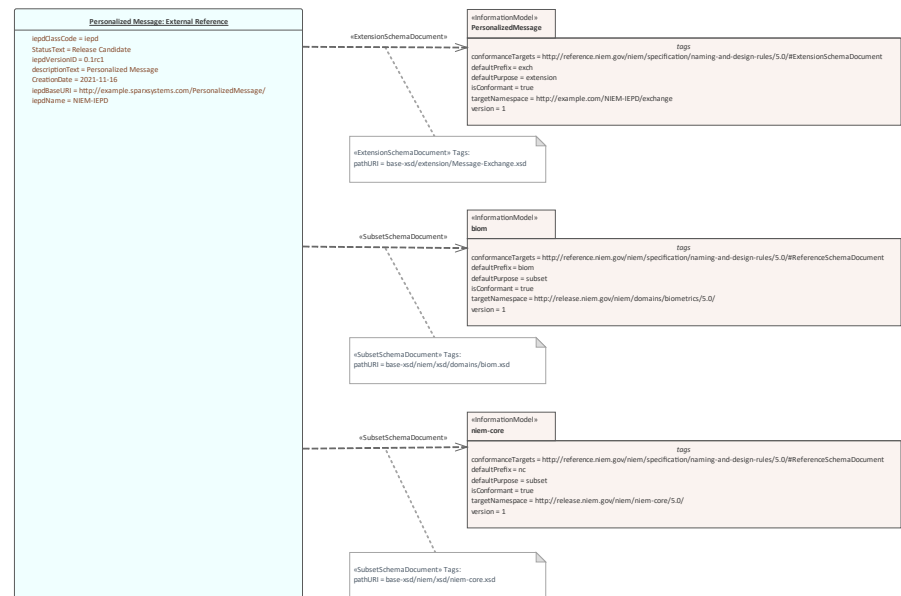 Personalized Message: External Reference
iepdClassCode = iepd
StatusText = Release Candidate
iepdVersionID = 0.1rc1
descriptionText = Personalized Message
CreationDate = 2021-11-16
iepdBaseURI = http://example.sparxsystems.com/PersonalizedMessage/
iepdName = NIEM-IEPD
«ExtensionSchemaDocument»
«InformationModel»
PersonalizedMessage
tags
conformanceTargets = http://reference.niem.gov/niem/specification/naming-and-design-rules/5.0/#ExtensionSchemaDocument
defaultPrefix = exch
defaultPurpose = extension
isConformant = true
targetNamespace = http://example.com/NIEM-IEPD/exchange
version = 1
«ExtensionSchemaDocument» Tags:
pathURI = base-xsd/extension/Message-Exchange.xsd
«SubsetSchemaDocument»
«InformationModel»
biom
tags
conformanceTargets = http://reference.niem.gov/niem/specification/naming-and-design-rules/5.0/#ReferenceSchemaDocument
defaultPrefix = biom
defaultPurpose = subset
isConformant = true
targetNamespace = http://release.niem.gov/niem/domains/biometrics/5.0/
version = 1
«SubsetSchemaDocument» Tags:
pathURI = base-xsd/niem/xsd/domains/biom.xsd
«SubsetSchemaDocument»
«InformationModel»
niem-core
tags
conformanceTargets = http://reference.niem.gov/niem/specification/naming-and-design-rules/5.0/#ReferenceSchemaDocument
defaultPrefix = nc
defaultPurpose = subset
isConformant = true
targetNamespace = http://release.niem.gov/niem/niem-core/5.0/
version = 1
«SubsetSchemaDocument» Tags:
pathURI = base-xsd/niem/xsd/niem-core.xsd